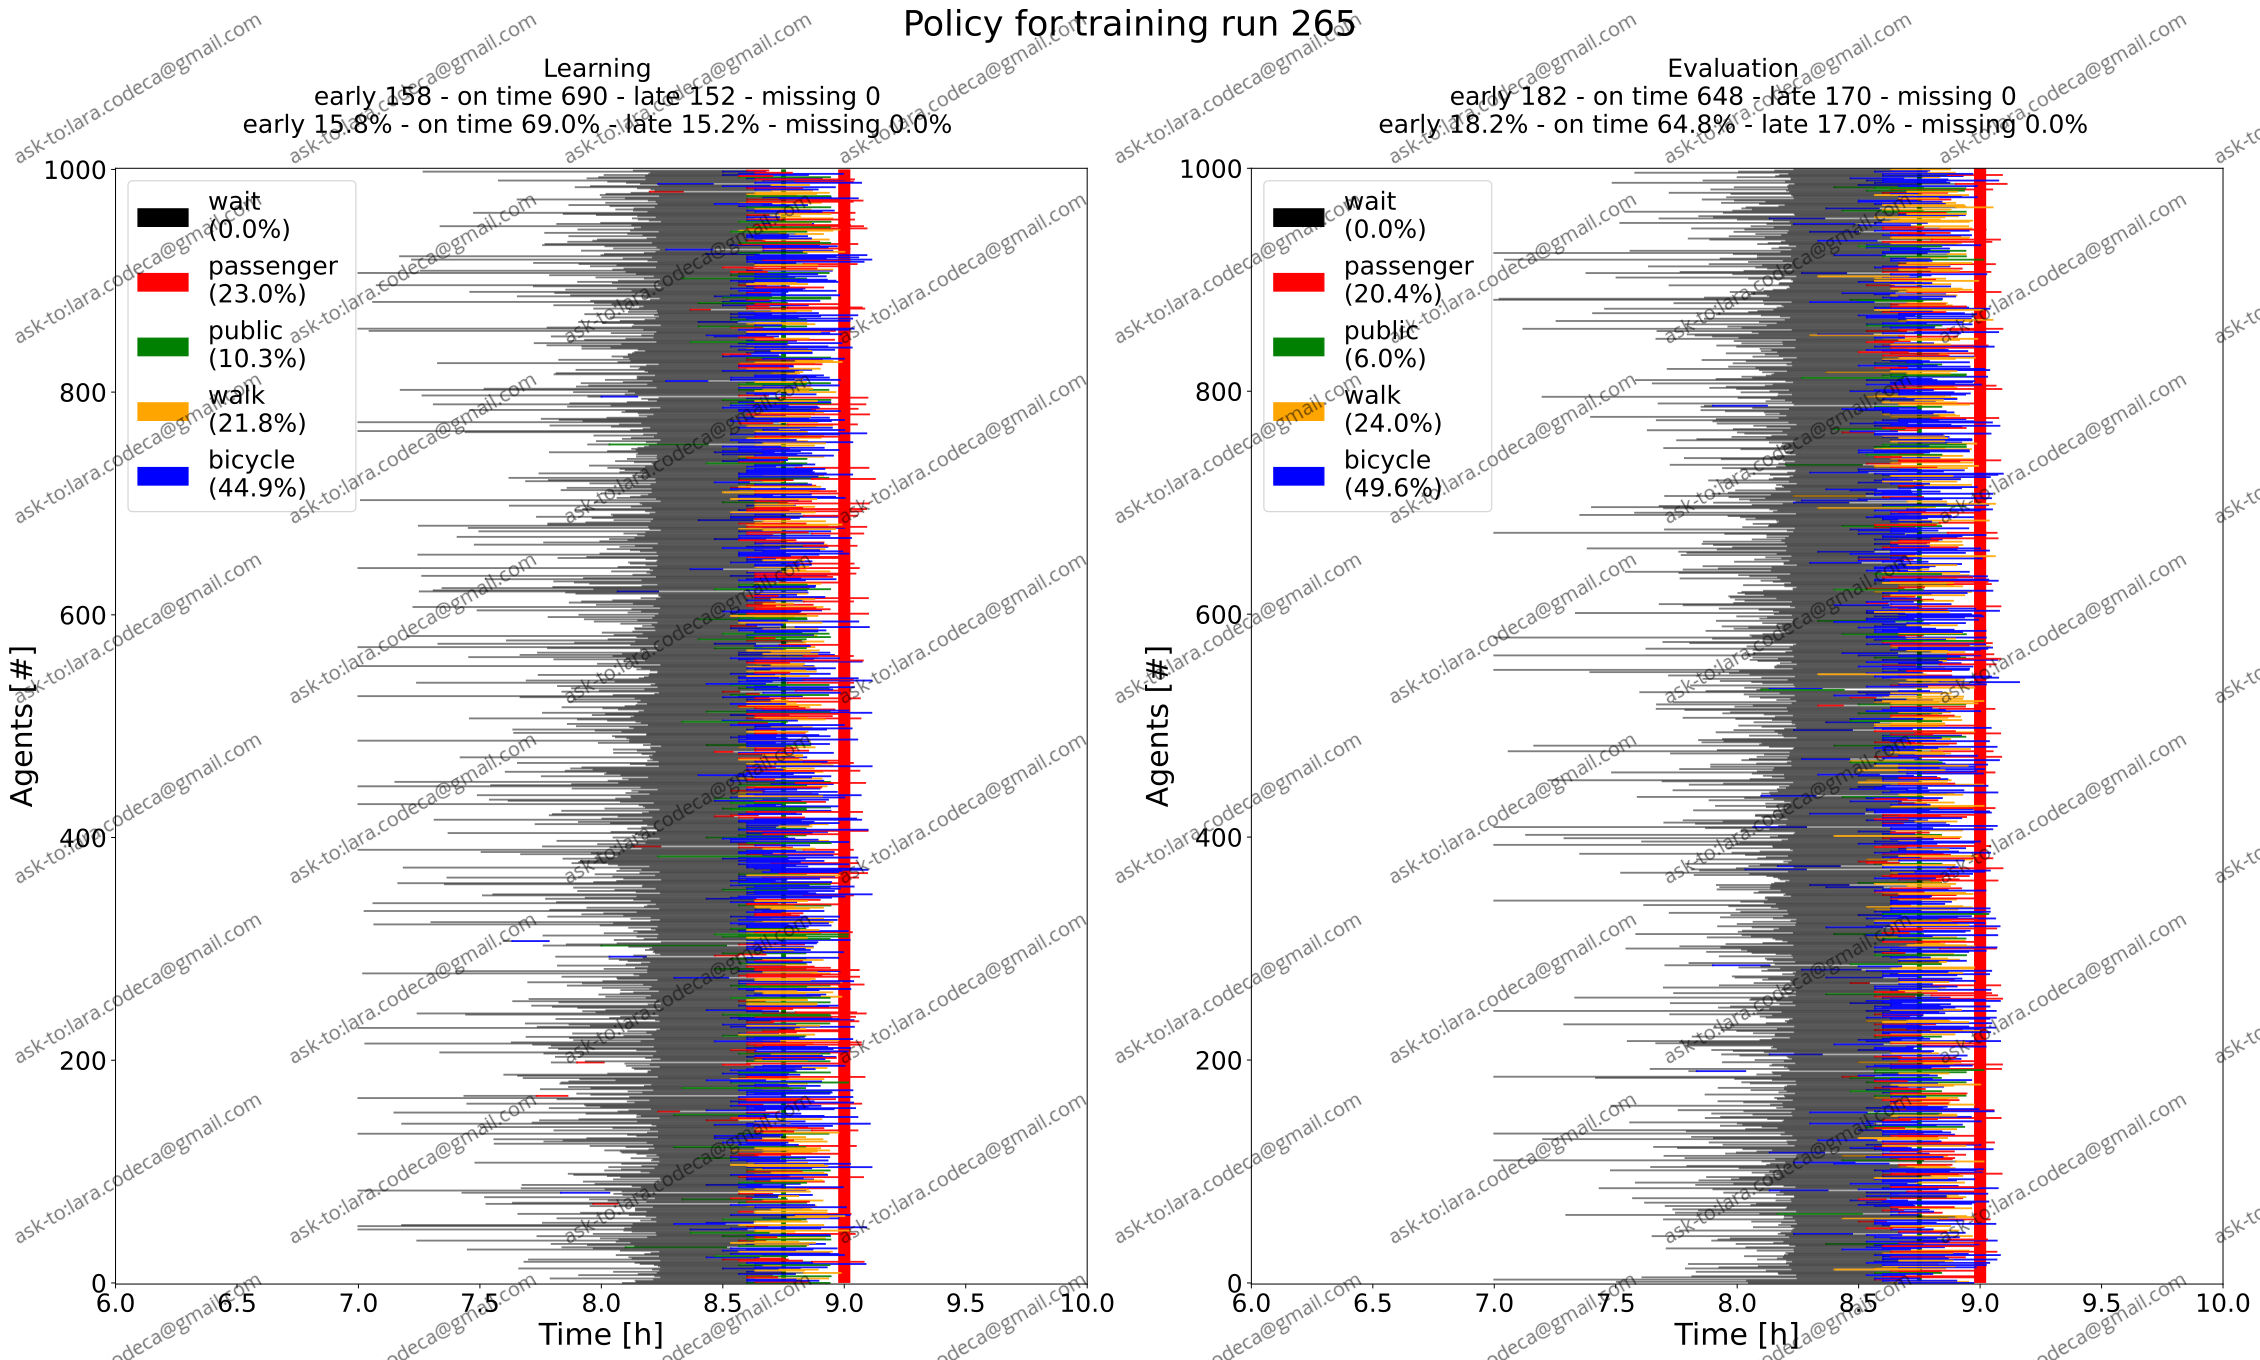 Policy for training run 265
Learning
early 158 - on time 690 - late 152 - missing 0
early 15.8% - on time 69.0% - late 15.2% - missing 0.0%
1000
800
600
400
200
0
Agents [#]
wait
(0.0%)
passenger
(23.0%)
public
(10.3%)
walk
(21.8%)
bicycle
(44.9%)
6.0 6.5 7.0 7.5 8.0 8.5 9.0 9.5 10.0
Time [h]
Evaluation
early 182 - on time 648 - late 170 - missing 0
early 18.2% - on time 64.8% - late 17.0% - missing 0.0%
1000
800
600
400
200
0
Agents [#]
wait
(0.0%)
passenger
(20.4%)
public
(6.0%)
walk
(24.0%)
bicycle
(49.6%)
6.0 6.5 7.0 7.5 8.0 8.5 9.0 9.5 10.0
Time [h]
ask-to:lara.codeca@gmail.com